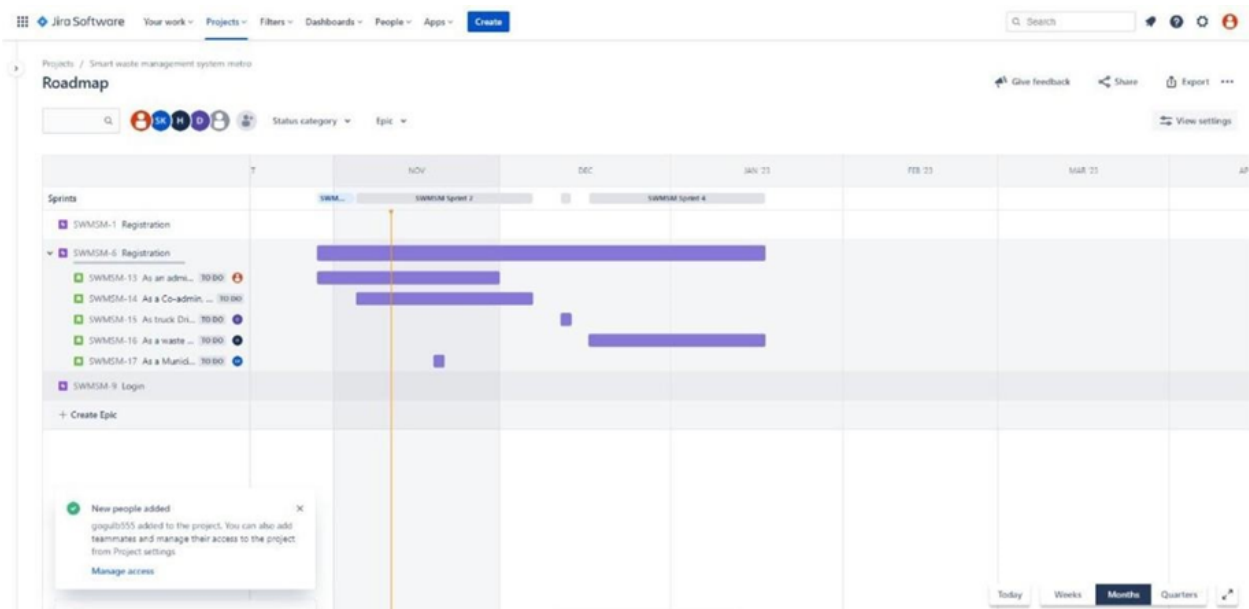 Jira Software Your work Projects Filters Dashboards People Apps Create Search
Projects / Smart waste management system metro
Roadmap
Give feedback Share Export
SK H D Status category Epic View settings
T NOV DEC JAN '23 FEB '23 MAR '23 AP
Sprints SWM... SWMSM Sprint 2 SWMSM Sprint 4
SWMSM-1 Registration
SWMSM-6 Registration
SWMSM-13 As an admi... TO DO
SWMSM-14 As a Co-admin, ... TO DO
SWMSM-15 As truck Dri... TO DO
SWMSM-16 As a waste ... TO DO
SWMSM-17 As a Munici... TO DO
SWMSM-9 Login
+ Create Epic
New people added
gogulb555 added to the project. You can also add
teammates and manage their access to the project
from Project settings
Manage access
Today Weeks Months Quarters